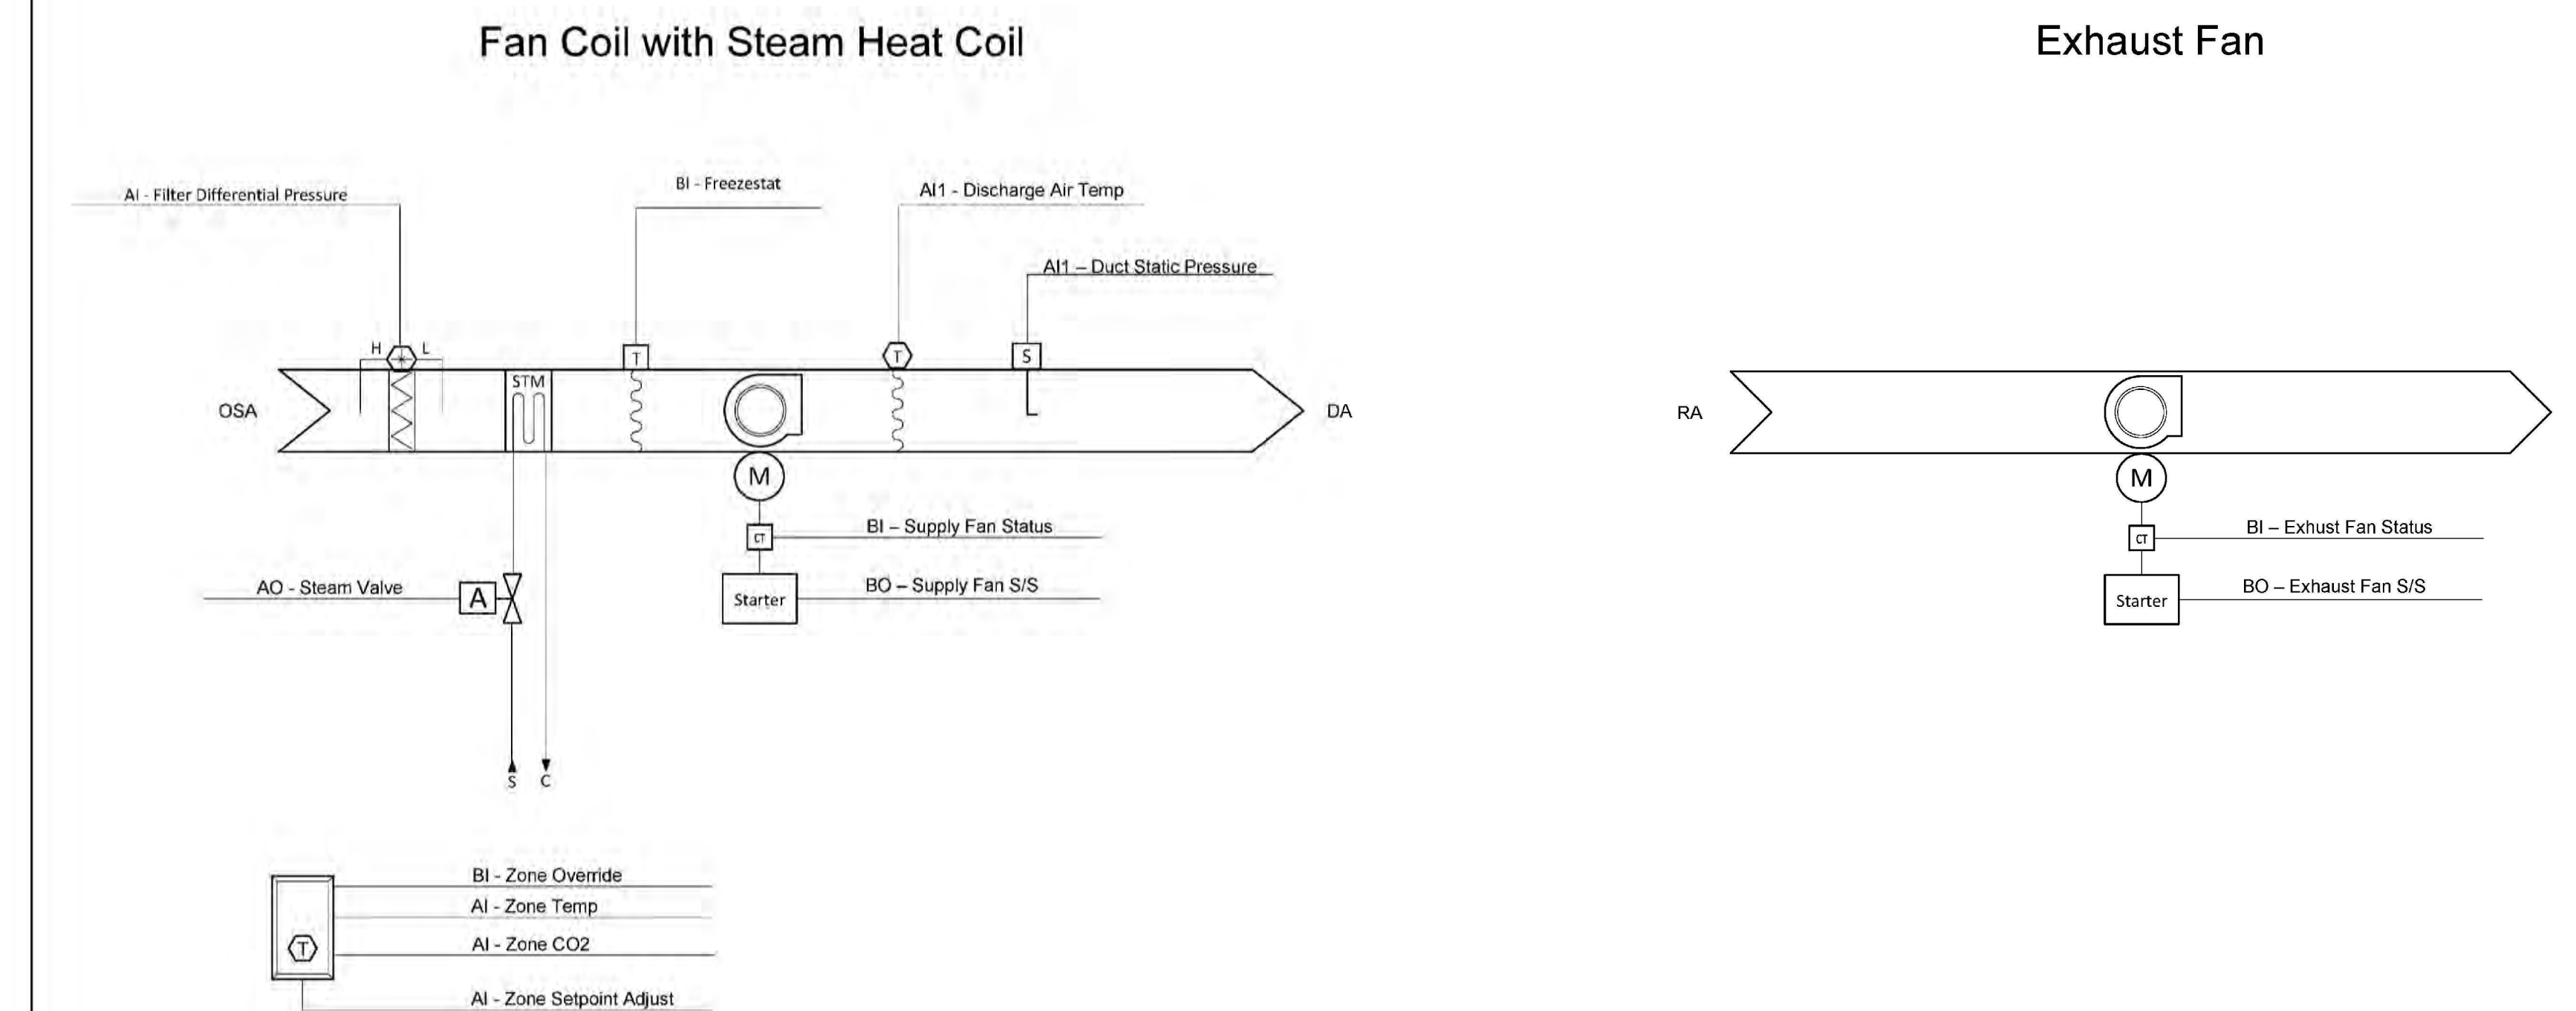 Fan Coil with Steam Heat Coil
Exhaust Fan
AI - Filter Differential Pressure
BI - Freezestat
AI1 - Discharge Air Temp
AI1 – Duct Static Pressure
H
L
T
T
S
STM
OSA
DA
RA
M
M
CT
BI – Supply Fan Status
CT
BI – Exhust Fan Status
AO - Steam Valve
A
Starter
BO – Supply Fan S/S
Starter
BO – Exhaust Fan S/S
S
C
BI - Zone Override
AI - Zone Temp
T
AI - Zone CO2
AI - Zone Setpoint Adjust